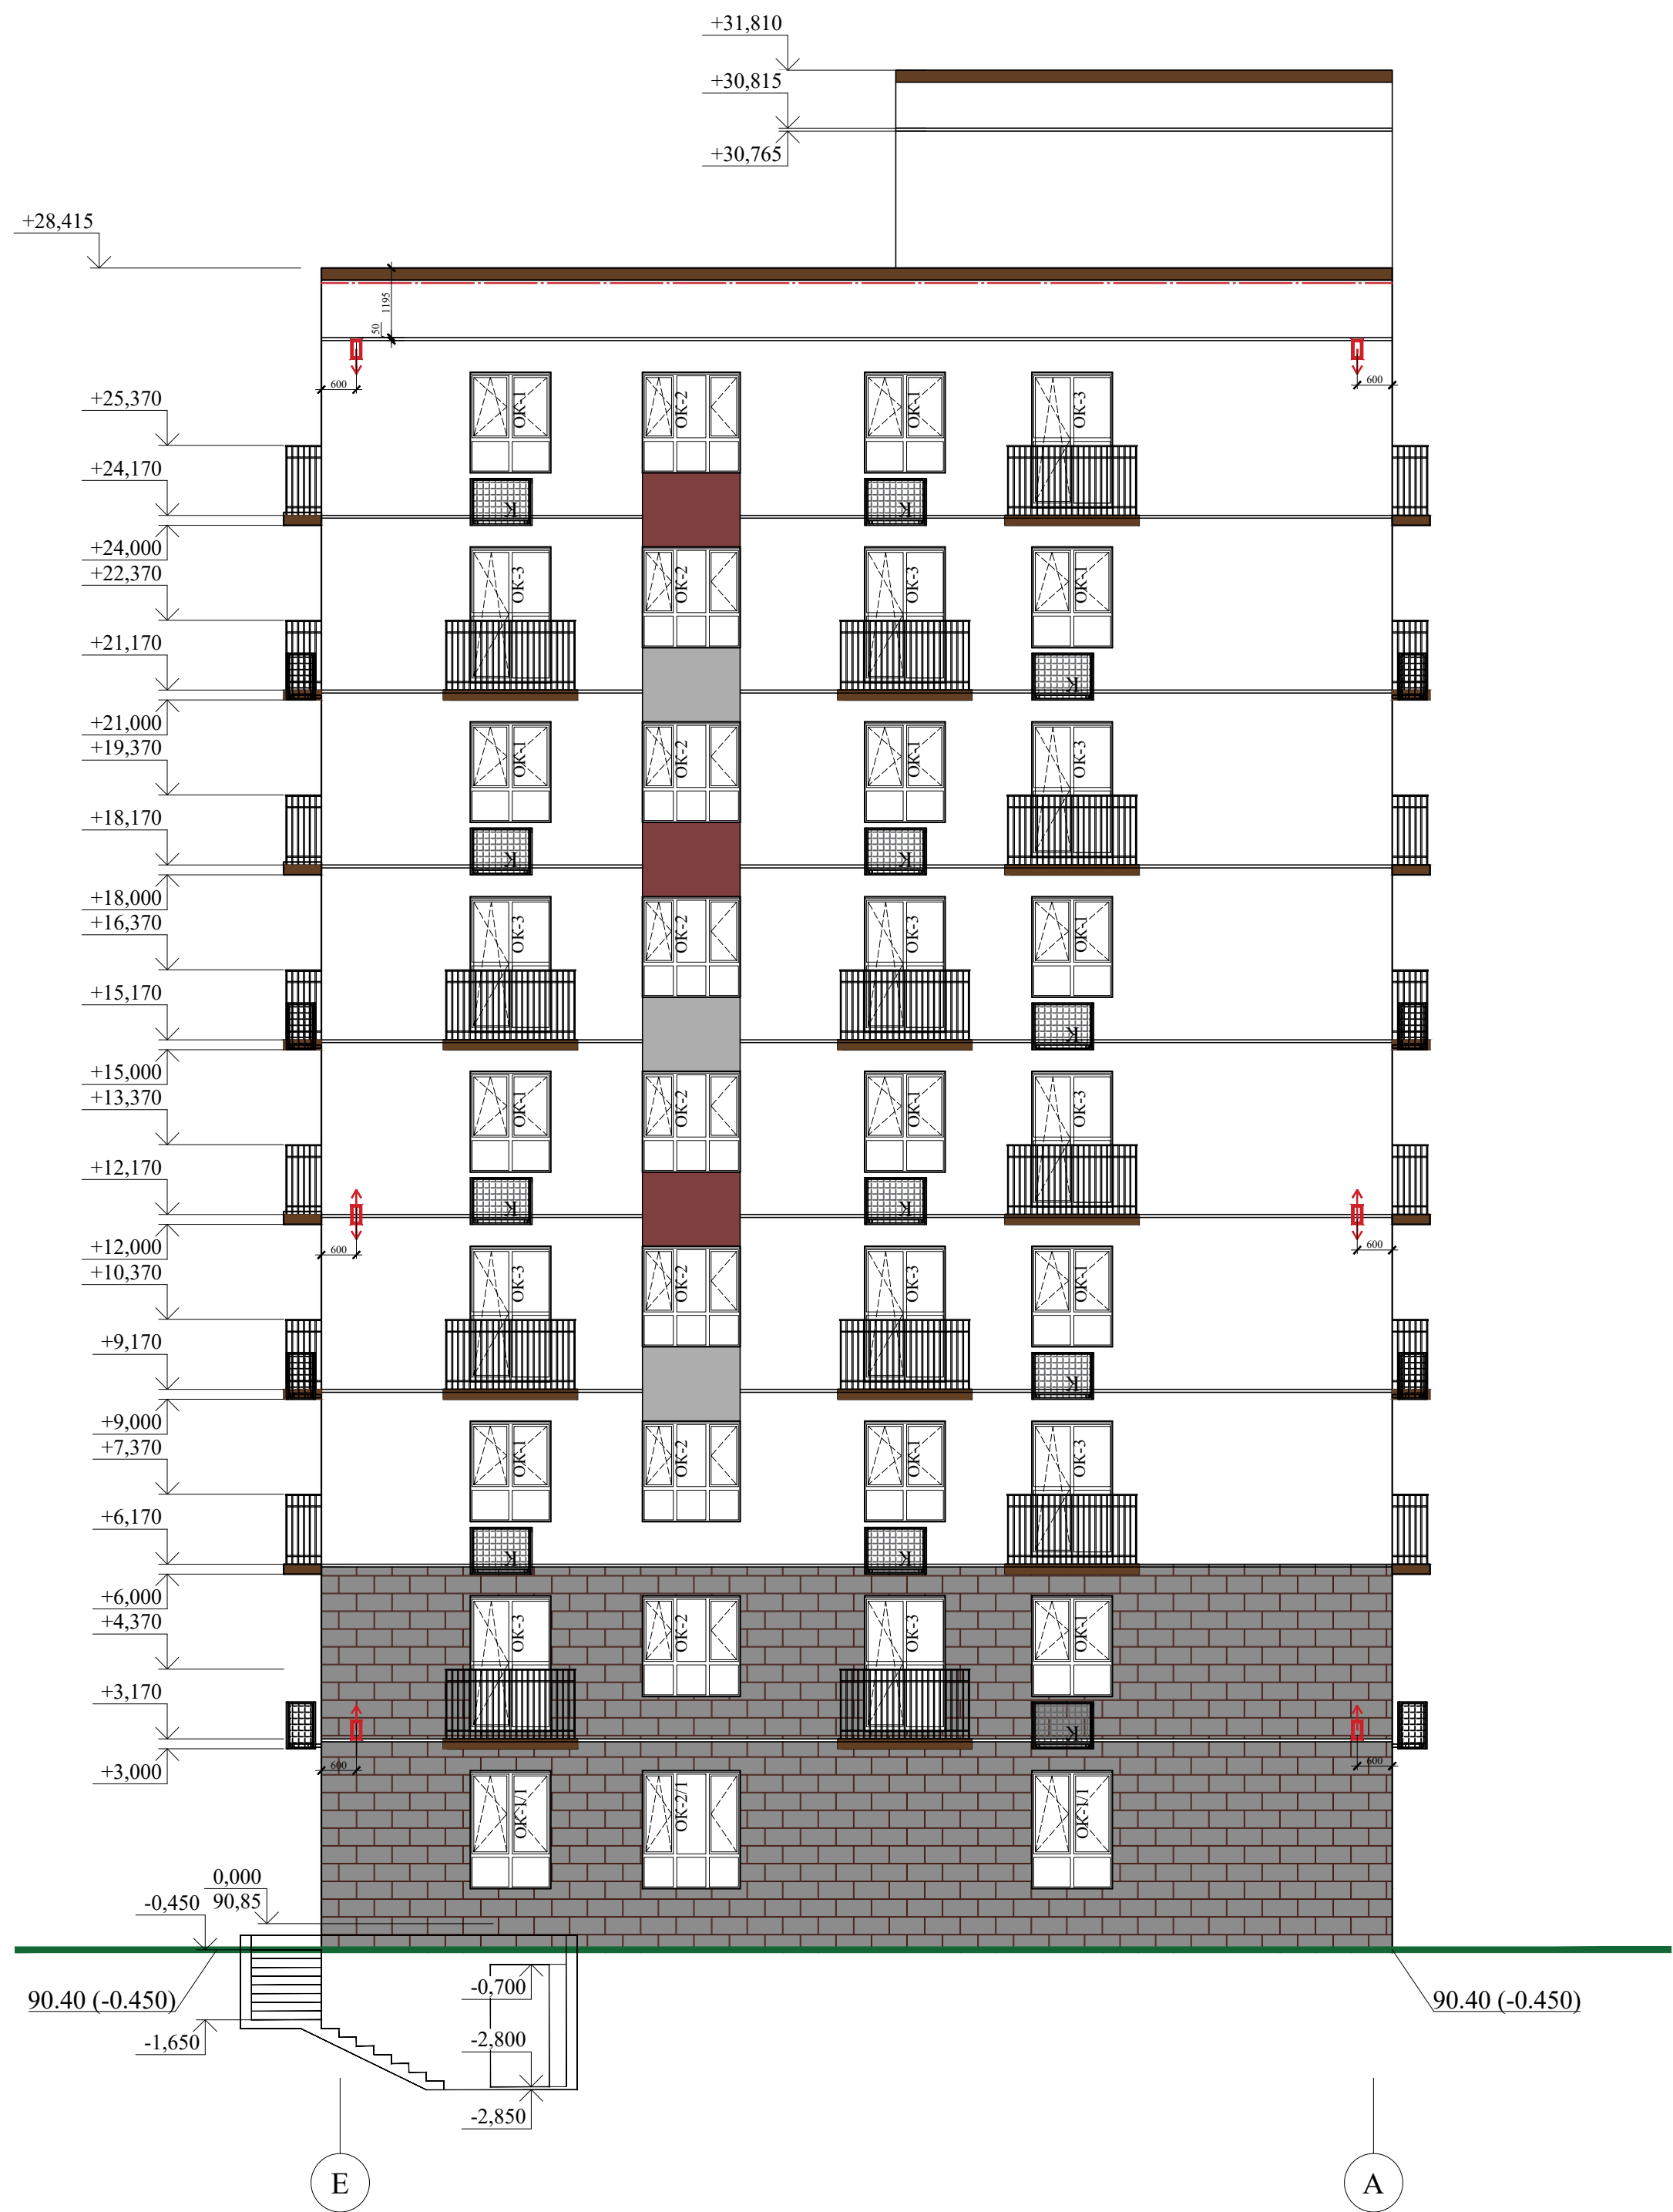 +31,810
+30,815
+30,765
+28,415
1195
50
600
600
ОК-1 ОК-2 ОК-1 ОК-3
+25,370
+24,170
К К
+24,000
+22,370
ОК-3 ОК-2 ОК-3 ОК-1
+21,170
К
+21,000
+19,370
ОК-1 ОК-2 ОК-1 ОК-3
+18,170
К К
+18,000
+16,370
ОК-3 ОК-2 ОК-3 ОК-1
+15,170
К
+15,000
+13,370
ОК-1 ОК-2 ОК-1 ОК-3
+12,170
К К
+12,000
600
600
+10,370
ОК-3 ОК-2 ОК-3 ОК-1
+9,170
К
+9,000
+7,370
ОК-1 ОК-2 ОК-1 ОК-3
+6,170
К К
+6,000
+4,370
ОК-3 ОК-2 ОК-3 ОК-1
+3,170
К
+3,000
600
600
ОК-1/1 ОК-2/1 ОК-1/1
0,000
90,85
-0,450
90.40 (-0.450)
90.40 (-0.450)
-0,700
-1,650
-2,800
-2,850
Е
А